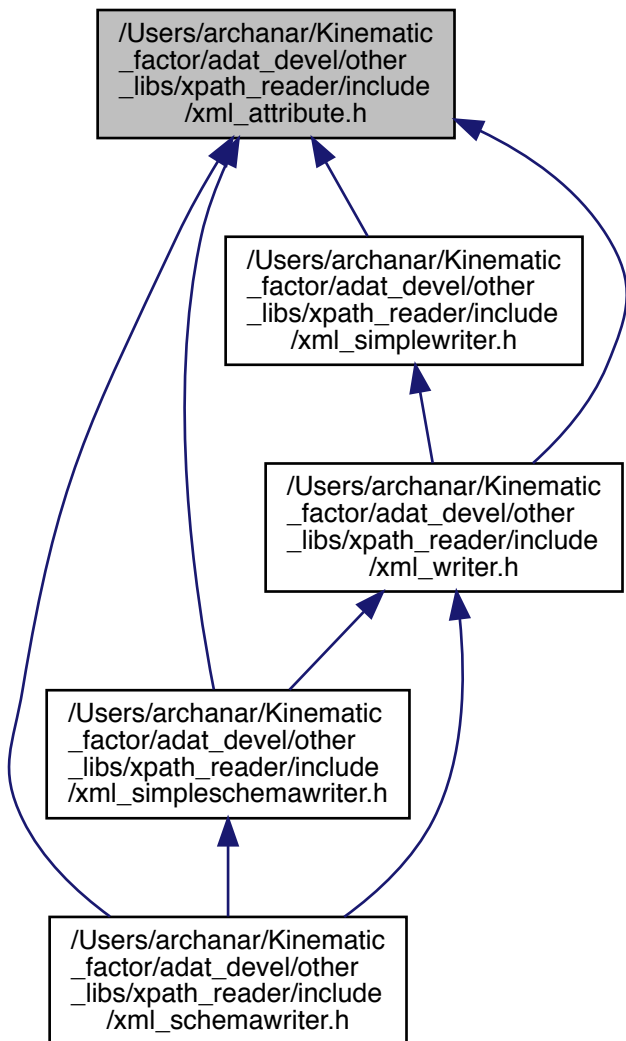 /Users/archanar/Kinematic
_factor/adat_devel/other
_libs/xpath_reader/include
/xml_attribute.h
/Users/archanar/Kinematic
_factor/adat_devel/other
_libs/xpath_reader/include
/xml_simplewriter.h
/Users/archanar/Kinematic
_factor/adat_devel/other
_libs/xpath_reader/include
/xml_writer.h
/Users/archanar/Kinematic
_factor/adat_devel/other
_libs/xpath_reader/include
/xml_simpleschemawriter.h
/Users/archanar/Kinematic
_factor/adat_devel/other
_libs/xpath_reader/include
/xml_schemawriter.h